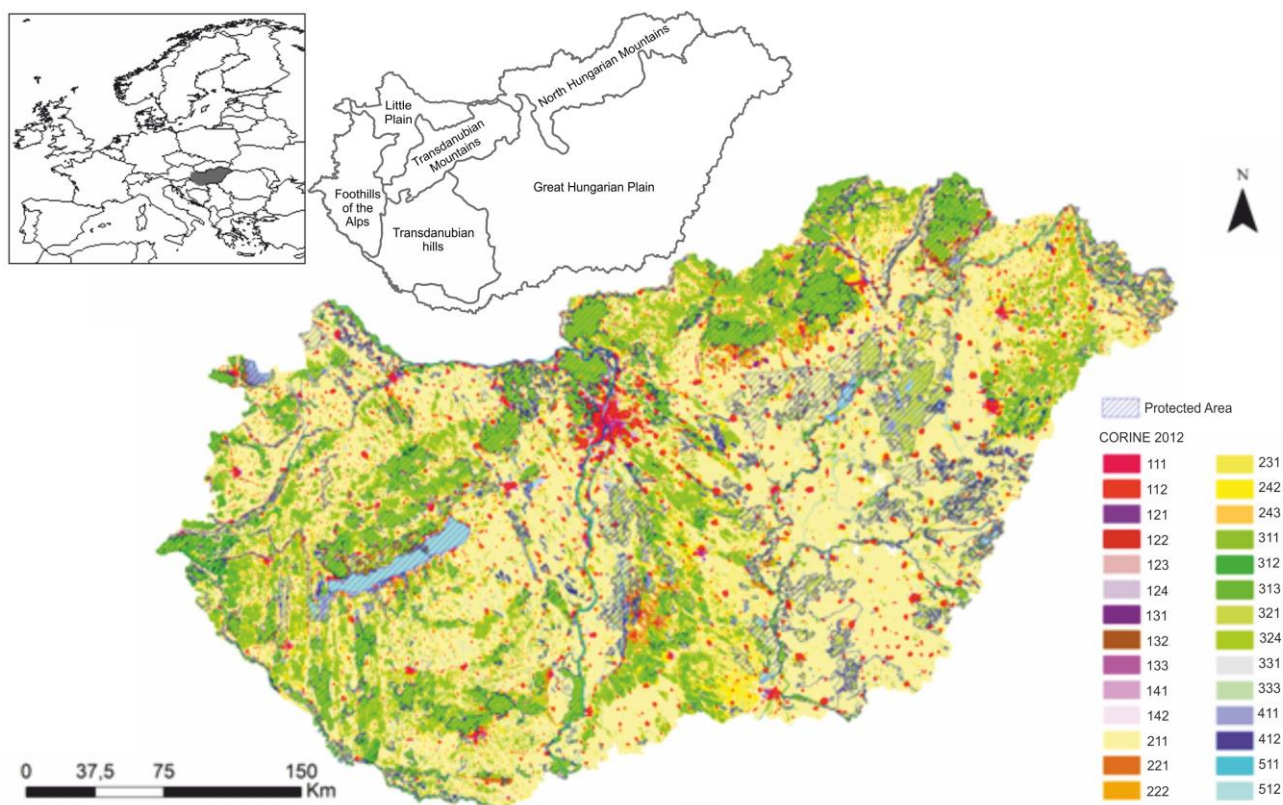 North Hungarian Mountains
Little
Plain
Transdanubian
Mountains
Great Hungarian Plain
Foothills
of the
Alps
Transdanubian
hills
N
Protected Area
CORINE 2012
111
112
121
122
123
124
131
132
133
141
142
211
221
222
231
242
243
311
312
313
321
324
331
333
411
412
511
512
0 37,5 75 150
Km